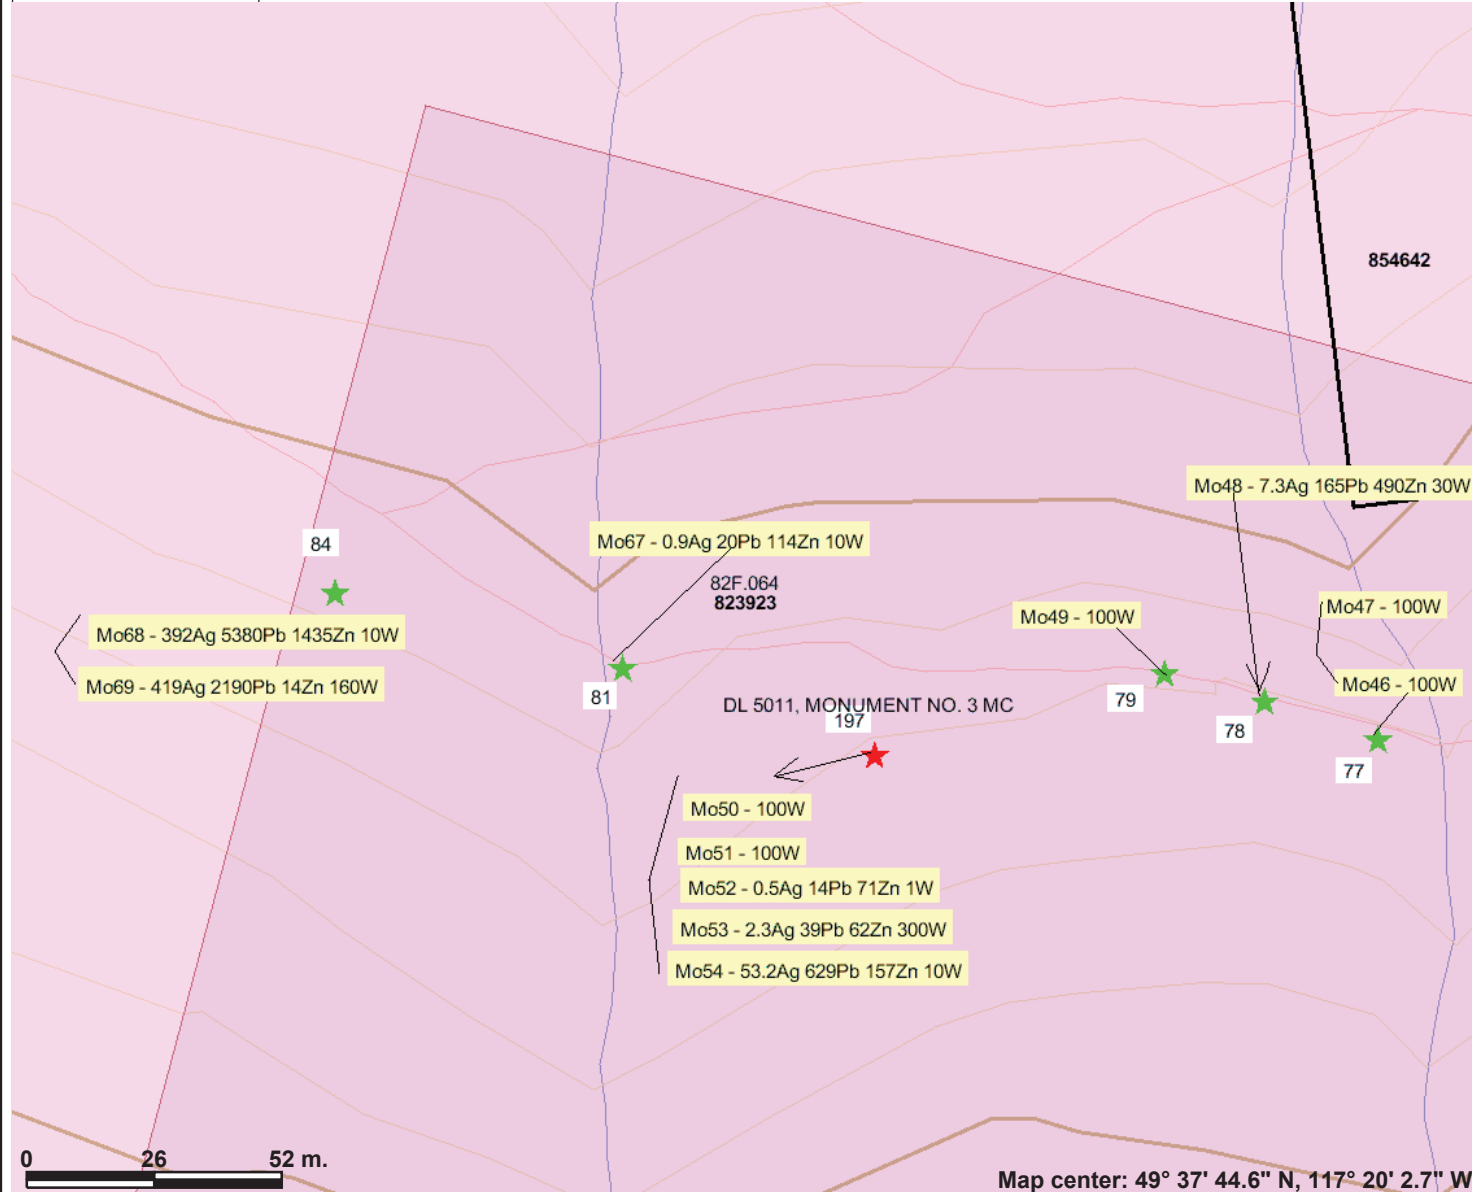 854642
Mo48 - 7.3Ag 165Pb 490Zn 30W
84
Mo67 - 0.9Ag 20Pb 114Zn 10W
82F.064
823923
Mo49 - 100W
Mo47 - 100W
Mo68 - 392Ag 5380Pb 1435Zn 10W
Mo69 - 419Ag 2190Pb 14Zn 160W
Mo46 - 100W
81
79
DL 5011, MONUMENT NO. 3 MC
197
78
77
Mo50 - 100W
Mo51 - 100W
Mo52 - 0.5Ag 14Pb 71Zn 1W
Mo53 - 2.3Ag 39Pb 62Zn 300W
Mo54 - 53.2Ag 629Pb 157Zn 10W
0 26 52 m.
Map center: 49° 37' 44.6" N, 117° 20' 2.7" W